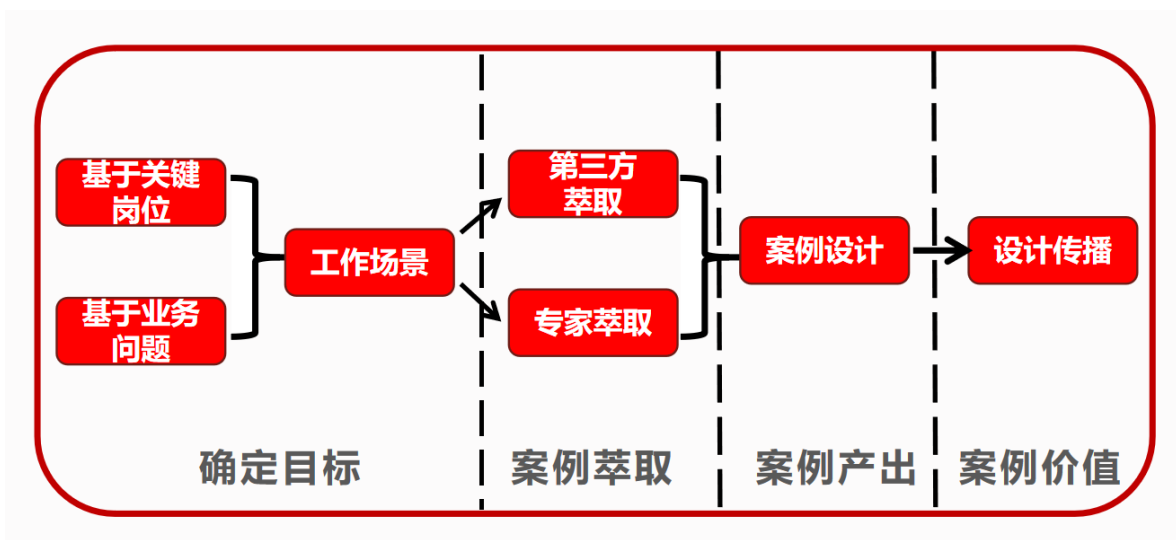 基于关键
岗位
基于业务
问题
工作场景
第三方
萃取
专家萃取
案例设计
设计传播
确定目标
案例萃取
案例产出
案例价值